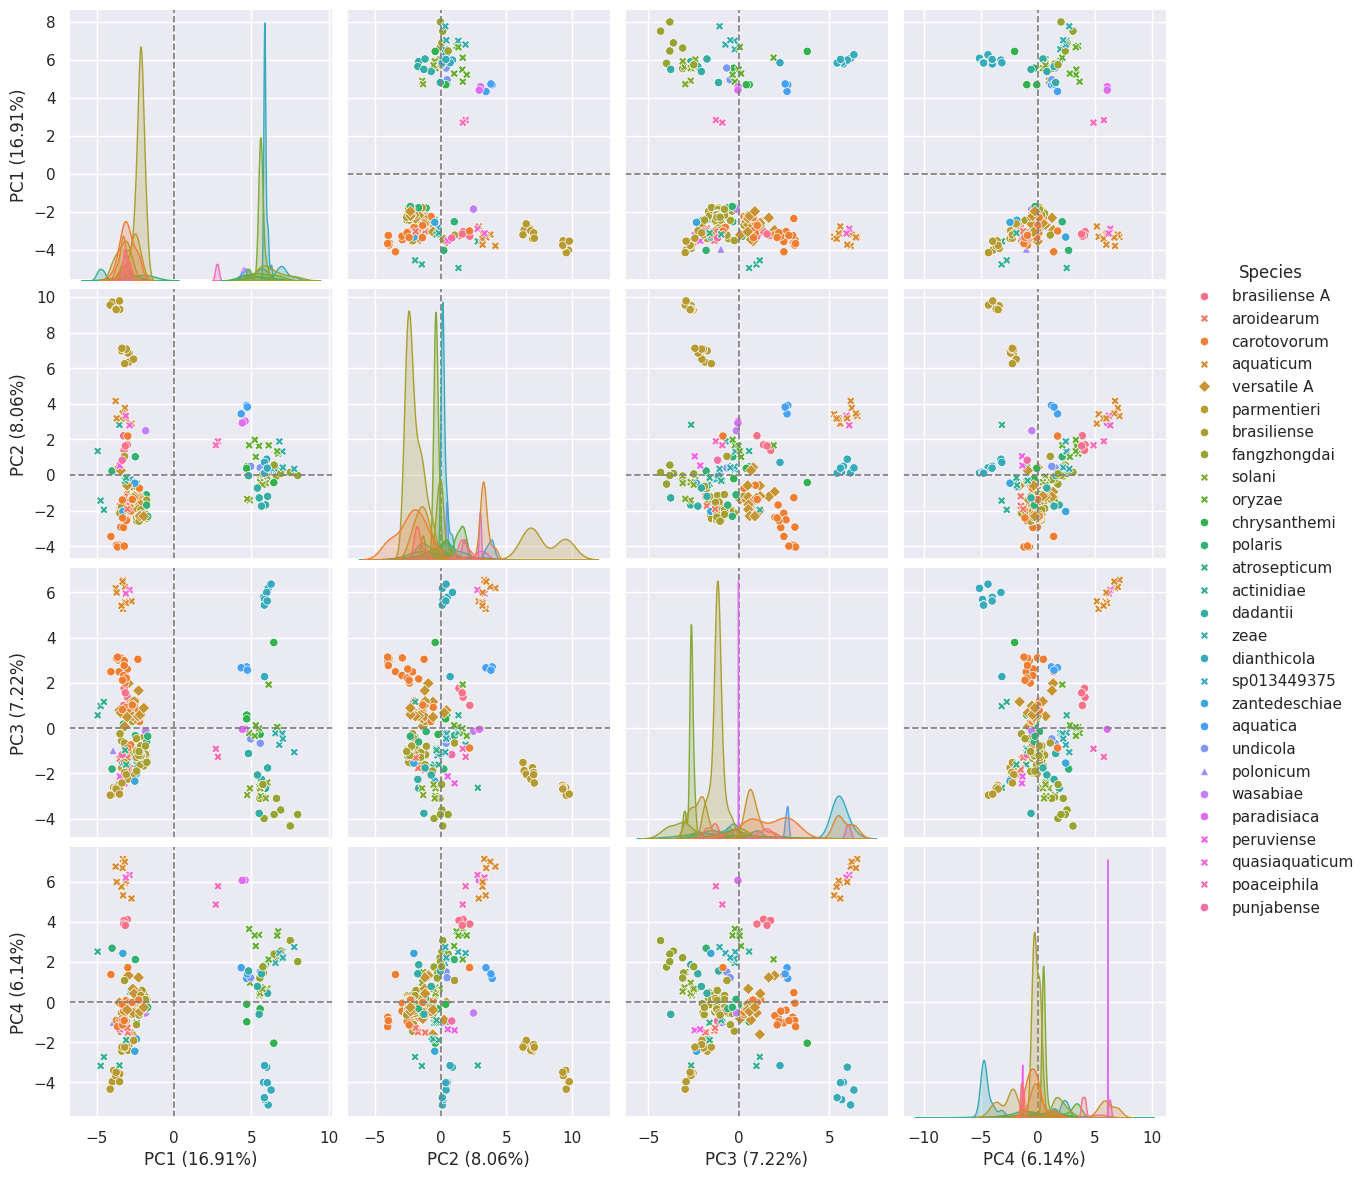 8
6
4
2
0
−2
−4
PC1 (16.91%)
10
8
6
4
2
0
−2
−4
PC2 (8.06%)
6
4
2
0
−2
−4
PC3 (7.22%)
6
4
2
0
−2
−4
PC4 (6.14%)
−5 0 5 10
PC1 (16.91%)
−5 0 5 10
PC2 (8.06%)
−5 0 5
PC3 (7.22%)
−10 −5 0 5 10
PC4 (6.14%)
Species
brasiliense A
aroidearum
carotovorum
aquaticum
versatile A
parmentieri
brasiliense
fangzhongdai
solani
oryzae
chrysanthemi
polaris
atrosepticum
actinidiae
dadantii
zeae
dianthicola
sp013449375
zantedeschiae
aquatica
undicola
polonicum
wasabiae
paradisiaca
peruviense
quasiaquaticum
poaceiphila
punjabense